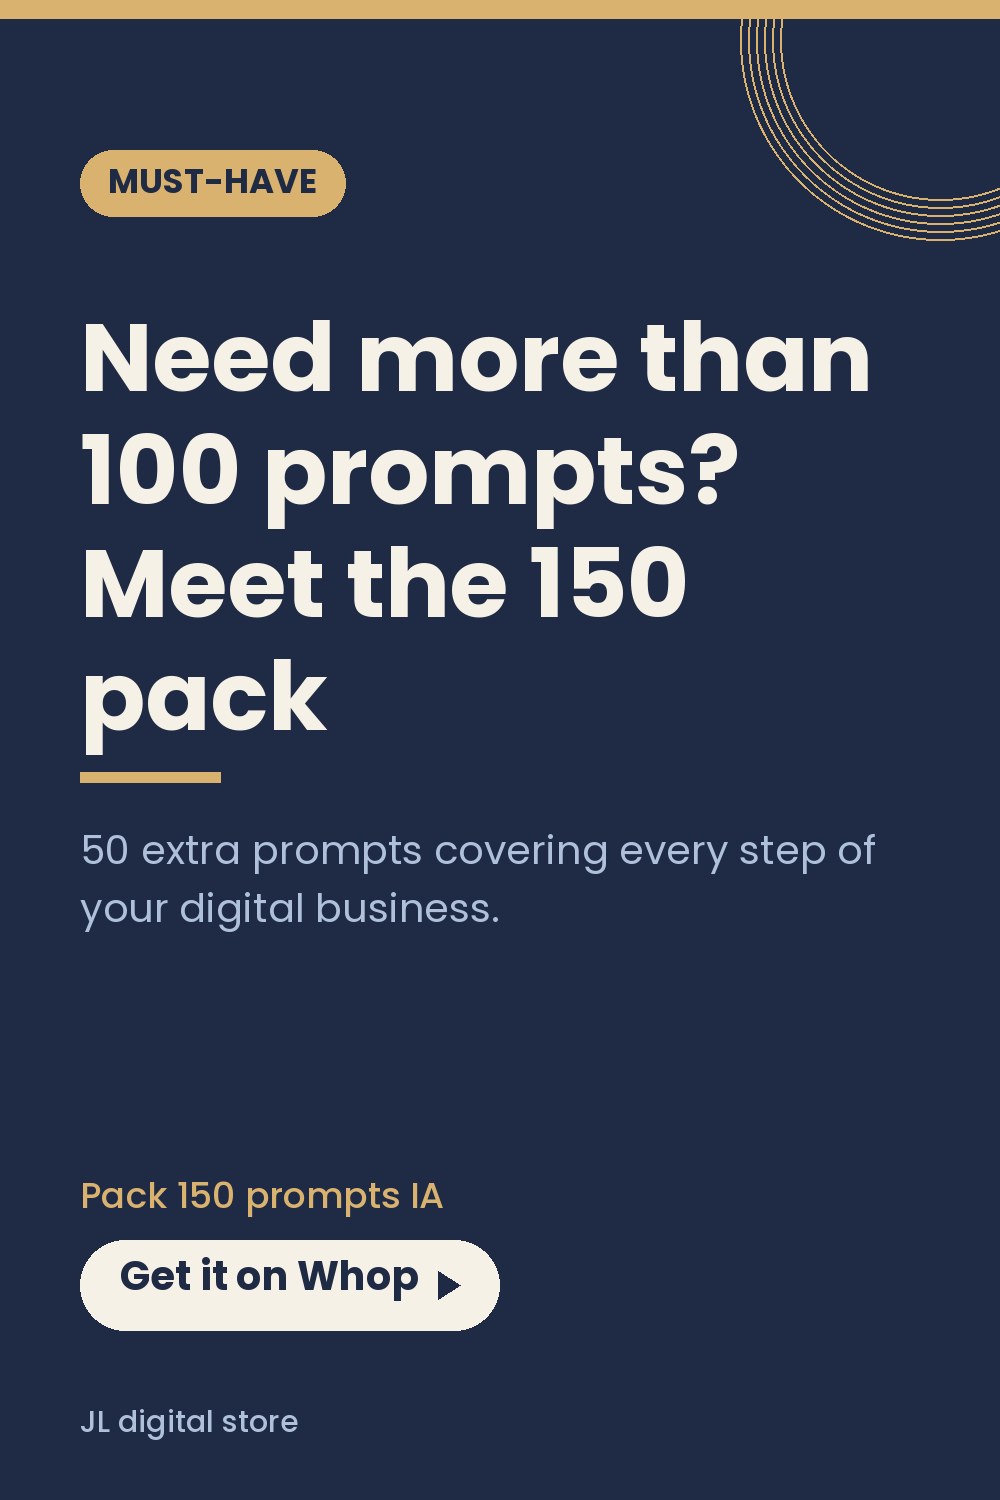 MUST-HAVE
Need more than
100 prompts?
Meet the 150
pack
50 extra prompts covering every step of
your digital business.
Pack 150 prompts IA
Get it on Whop
JL digital store